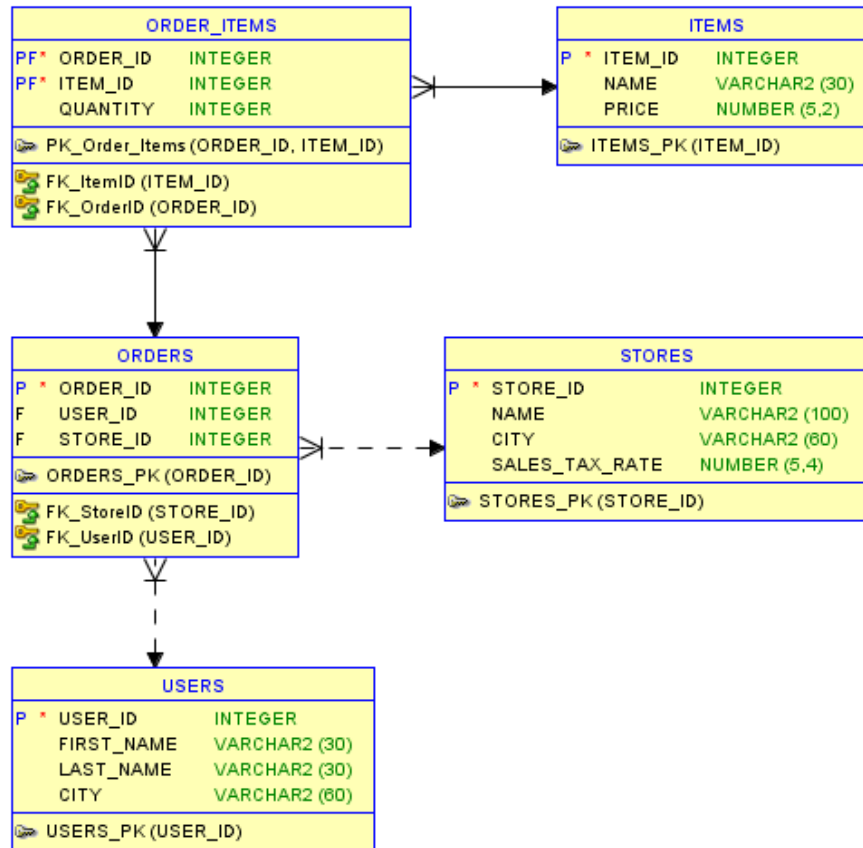 ORDER_ITEMS
PF* ORDER_ID INTEGER
PF* ITEM_ID INTEGER
QUANTITY INTEGER
PK_Order_Items (ORDER_ID, ITEM_ID)
FK_ItemID (ITEM_ID)
FK_OrderID (ORDER_ID)
ITEMS
P * ITEM_ID INTEGER
NAME VARCHAR2 (30)
PRICE NUMBER (5,2)
ITEMS_PK (ITEM_ID)
ORDERS
P * ORDER_ID INTEGER
F USER_ID INTEGER
F STORE_ID INTEGER
ORDERS_PK (ORDER_ID)
FK_StoreID (STORE_ID)
FK_UserID (USER_ID)
STORES
P * STORE_ID INTEGER
NAME VARCHAR2 (100)
CITY VARCHAR2 (60)
SALES_TAX_RATE NUMBER (5,4)
STORES_PK (STORE_ID)
USERS
P * USER_ID INTEGER
FIRST_NAME VARCHAR2 (30)
LAST_NAME VARCHAR2 (30)
CITY VARCHAR2 (60)
USERS_PK (USER_ID)